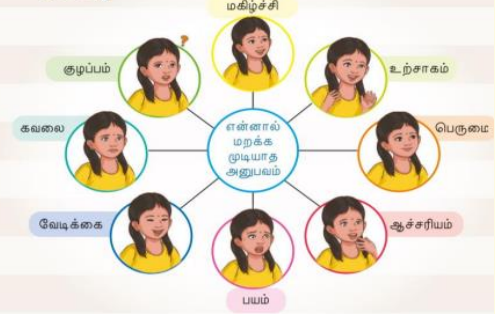 மகிழ்ச்சி
குழப்பம்
?
உற்சாகம்
கவலை
என்னால்
மறக்க
முடியாத
அனுபவம்
பெருமை
வேடிக்கை
ஆச்சரியம்
பயம்